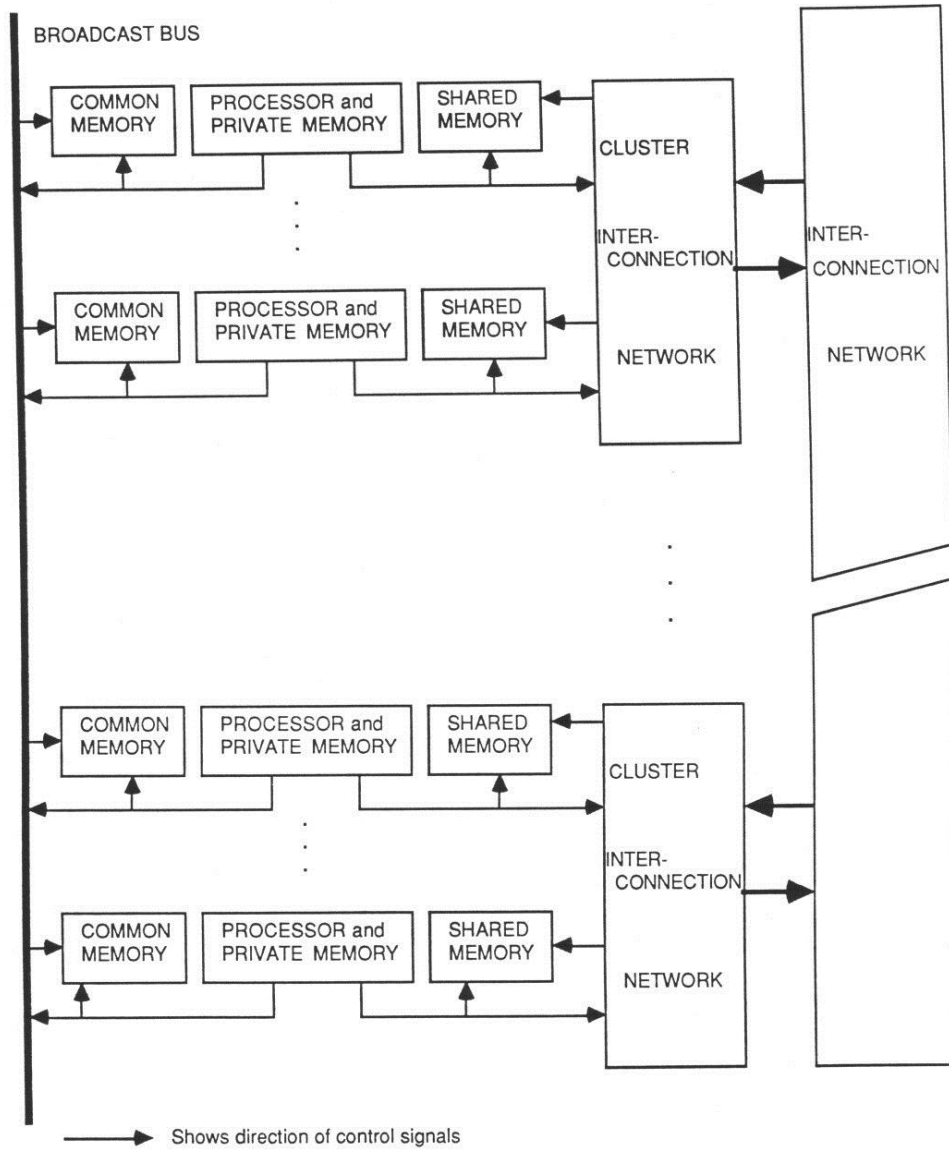 BROADCAST BUS
COMMON
MEMORY
PROCESSOR and
PRIVATE MEMORY
SHARED
MEMORY
CLUSTER
INTER-
CONNECTION
NETWORK
INTER-
CONNECTION
NETWORK
COMMON
MEMORY
PROCESSOR and
PRIVATE MEMORY
SHARED
MEMORY
COMMON
MEMORY
PROCESSOR and
PRIVATE MEMORY
SHARED
MEMORY
CLUSTER
INTER-
CONNECTION
NETWORK
COMMON
MEMORY
PROCESSOR and
PRIVATE MEMORY
SHARED
MEMORY
Shows direction of control signals